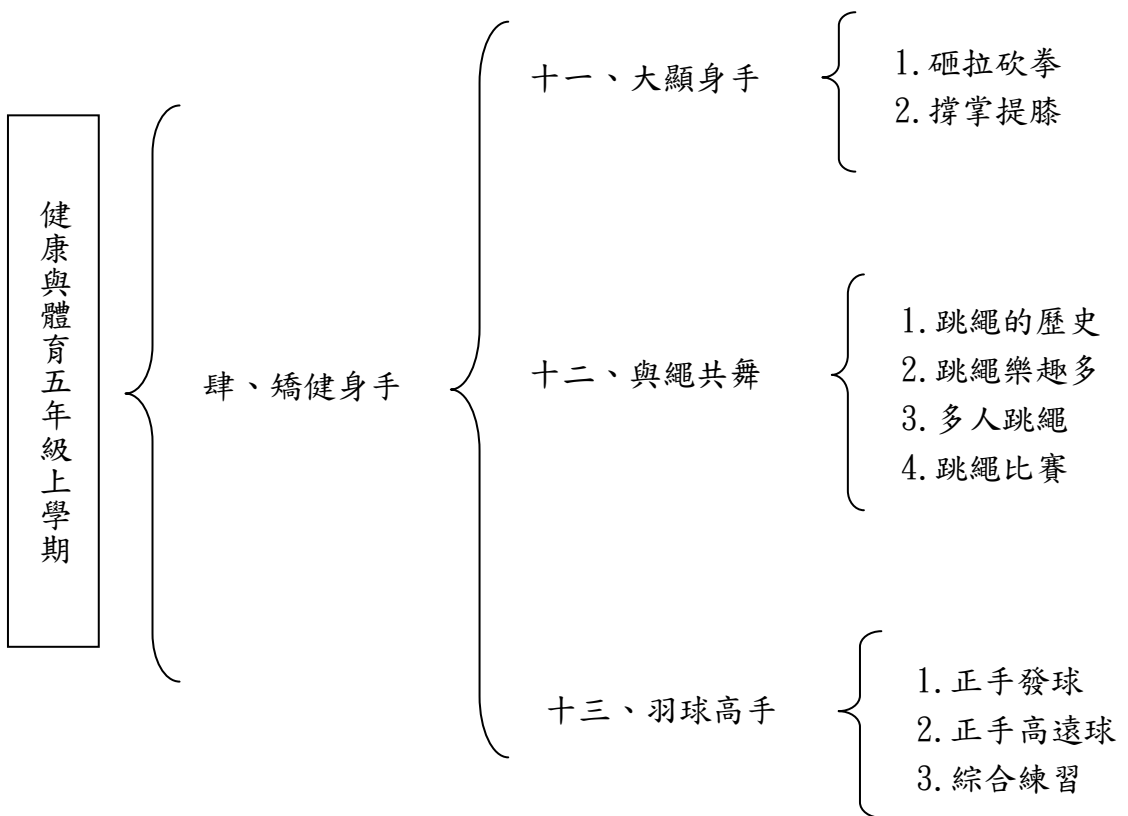 健康與體育五年級上學期
肆、矯健身手
十一、大顯身手
1.砸拉砍拳
2.撐掌提膝
十二、與繩共舞
1.跳繩的歷史
2.跳繩樂趣多
3.多人跳繩
4.跳繩比賽
十三、羽球高手
1.正手發球
2.正手高遠球
3.綜合練習